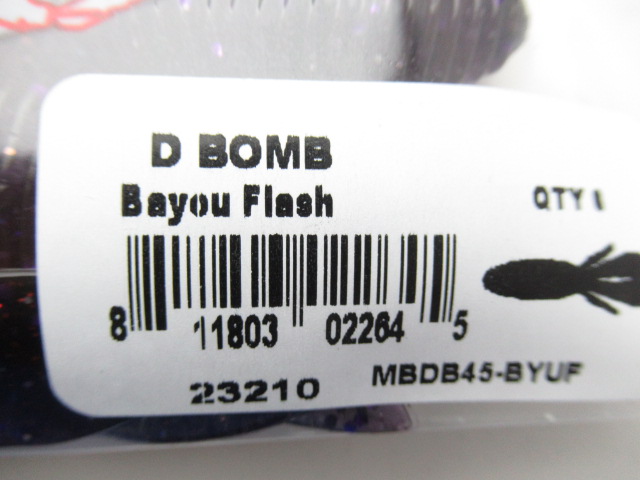 D BOMB
Bayou Flash
QTY
8 11803 02264 5
23210
MBDB45-BYUF